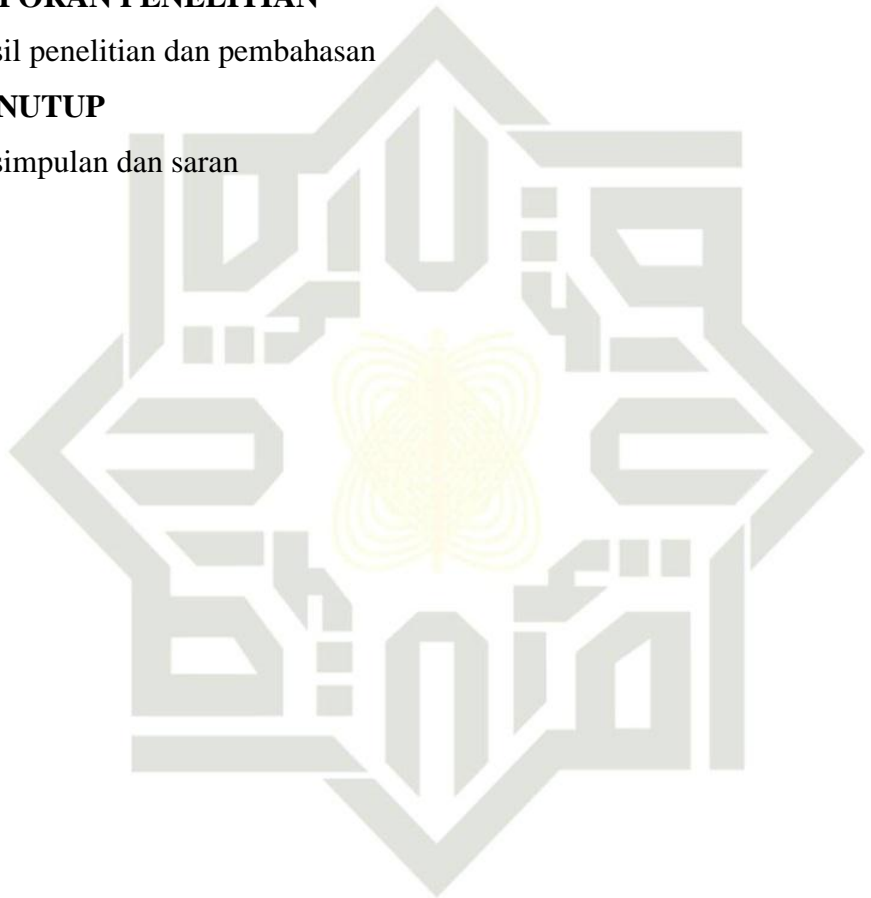 PORAN PENELITIAN
sil penelitian dan pembahasan
NUTUP
simpulan dan saran